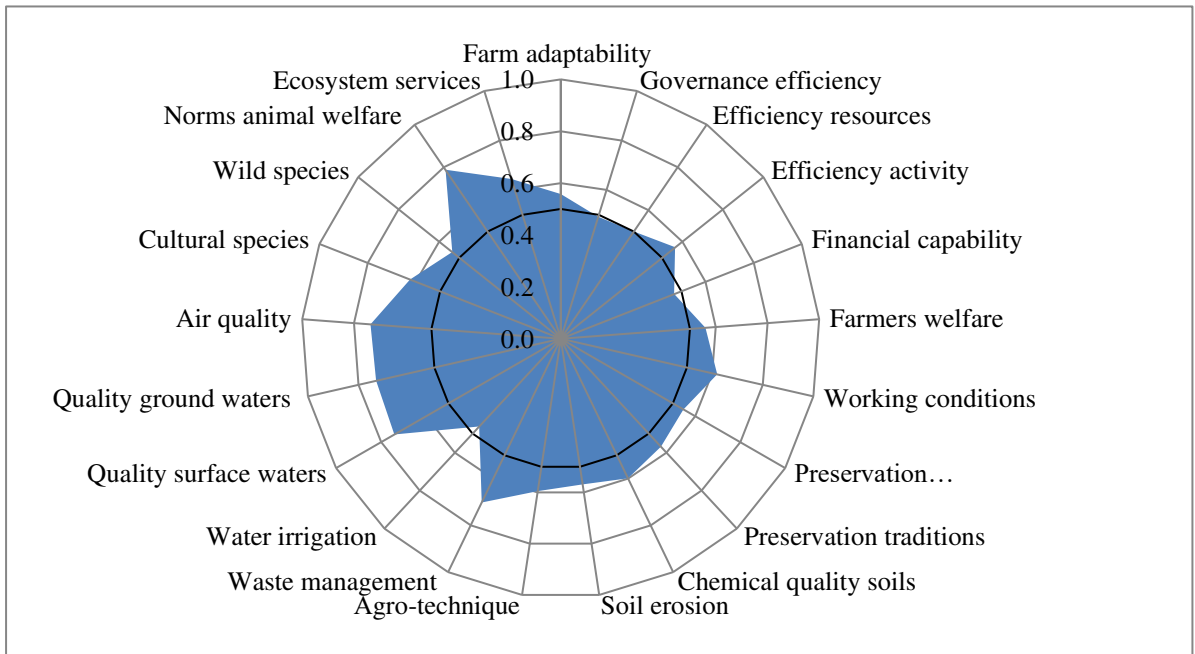 Farm adaptability
Ecosystem services
1.0
Governance efficiency
Norms animal welfare
Efficiency resources
0.8
Wild species
Efficiency activity
0.6
Cultural species
0.4
Financial capability
0.2
Air quality
Farmers welfare
0.0
Quality ground waters
Working conditions
Quality surface waters
Preservation…
Water irrigation
Preservation traditions
Waste management
Chemical quality soils
Agro-technique
Soil erosion